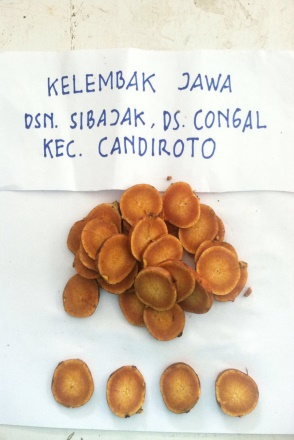 KELEMBAK JAWA
DSN. SIBAJAK, DS. CONGAL
KEC. CANDIROTO